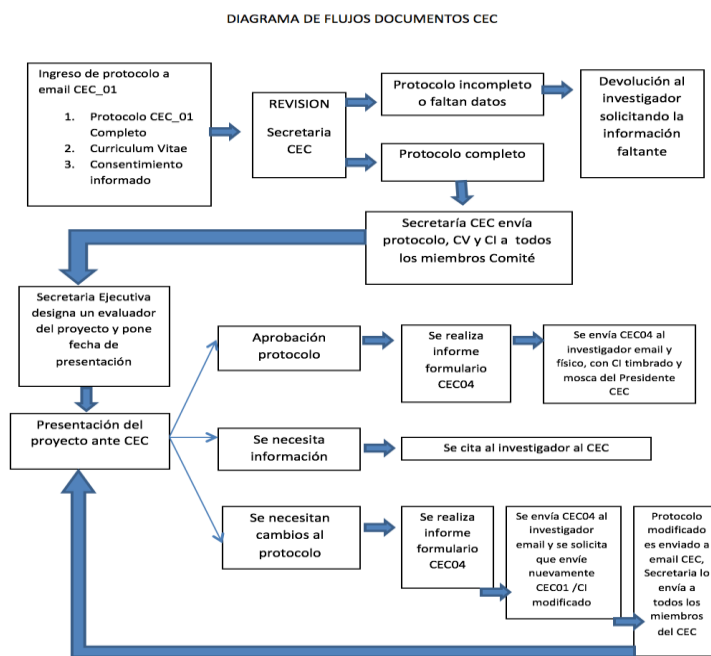 DIAGRAMA DE FLUJOS DOCUMENTOS CEC
Ingreso de protocolo a
email CEC_01
1. Protocolo CEC_01
Completo
2. Curriculum Vitae
3. Consentimiento
informado
REVISION
Secretaria
CEC
Protocolo incompleto
o faltan datos
Devolución al
investigador
solicitando la
información
faltante
Protocolo completo
Secretaría CEC envía
protocolo, CV y CI a todos
los miembros Comité
Secretaria Ejecutiva
designa un evaluador
del proyecto y pone
fecha de
presentación
Presentación del
proyecto ante CEC
Aprobación
protocolo
Se realiza
informe
formulario
CEC04
Se envía CEC04 al
investigador email y
físico, con CI timbrado y
mosca del Presidente
CEC
Se necesita
información
Se cita al investigador al CEC
Se necesitan
cambios al
protocolo
Se realiza
informe
formulario
CEC04
Se envía CEC04 al
investigador
email y se solicita
que envíe
nuevamente
CEC01 /CI
modificado
Protocolo
modificado
es enviado a
email CEC,
Secretaria lo
envía a
todos los
miembros
del CEC